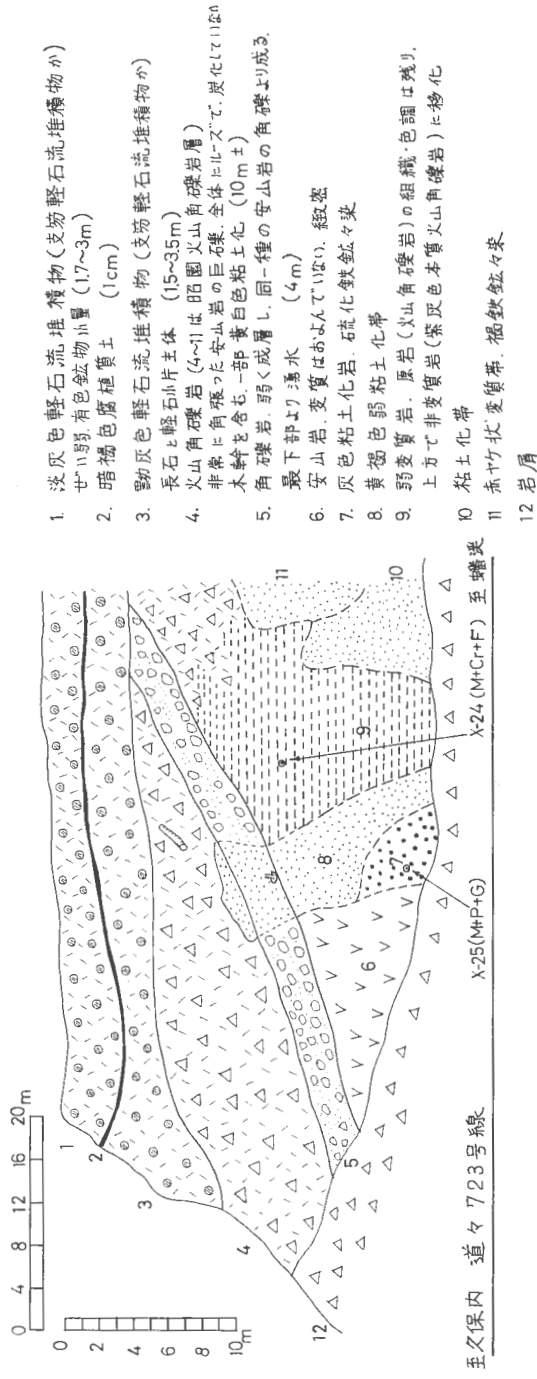 0 4 8 12 16 20m
0
2
4
6
8
10
m
1
2
3
4
5
6
7
8
9
10
11
12
至久保内 道々723号線 X-25(M+P+G) X-24(M+Cr+F) 至蟠渓
1. 淡灰色軽石流堆積物(支笏軽石流堆積物か)
ぜい弱.有色鉱物少量 (1.7~3m)
2. 暗褐色腐植質土 (1cm)
3. 黝灰色軽石流堆積物(支笏軽石流堆積物か)
長石と軽石小片主体 (1.5~3.5m)
4. 火山角礫岩(4~11は昭園火山角礫岩層)
非常に角張った安山岩の巨礫.全体にルーズで.炭化していない
木幹を含む.一部黄白色粘土化 (10m±)
5. 角礫岩.弱く成層し.同一種の安山岩の角礫より成る.
最下部より湧水 (4m)
6. 安山岩.変質はおよんでいない.緻密
7. 灰色粘土化岩.硫化鉄鉱々染
8. 黄褐色弱粘土化帯
9. 弱変質岩.原岩(火山角礫岩)の組織・色調は残り.
上方で非変質岩(紫灰色本質火山角礫岩)に移化
10 粘土化帯
11 赤ヤケ状変質帯.褐鉄鉱々染
12 岩屑